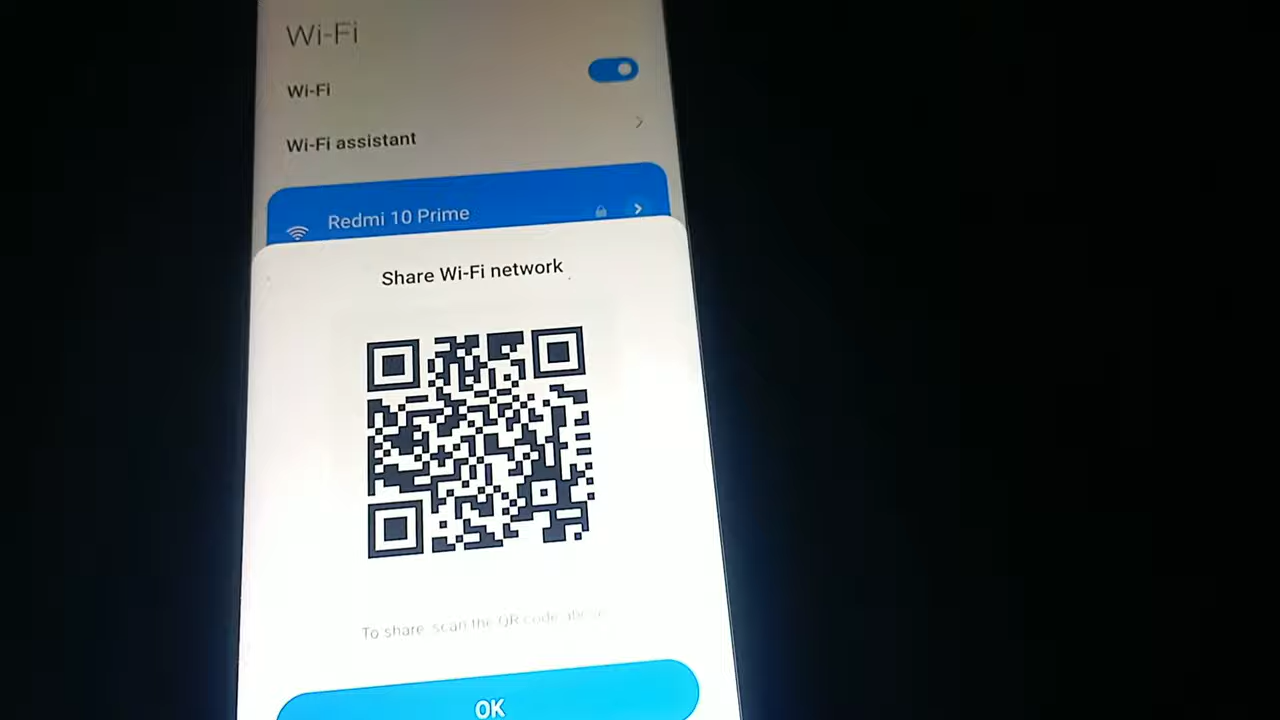 Wi-Fi
Wi-Fi
Wi-Fi assistant
Redmi 10 Prime
Share Wi-Fi network
To share, scan the QR code above
OK